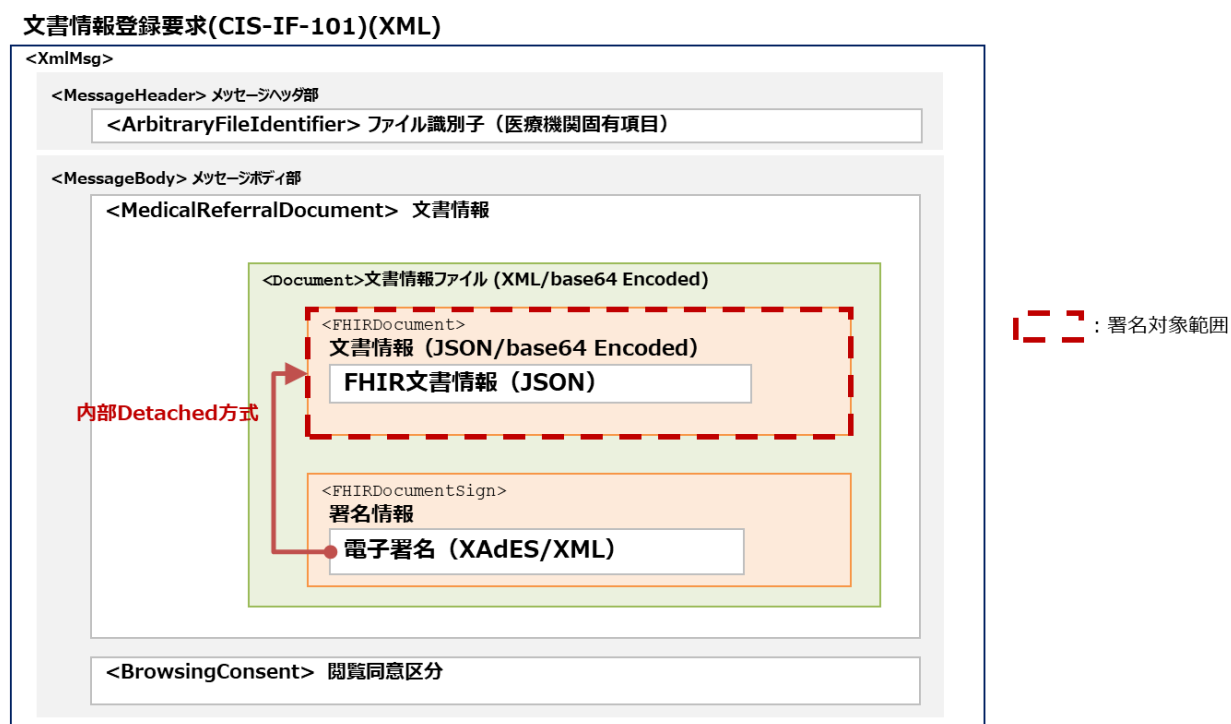 文書情報登録要求(CIS-IF-101)(XML)
<XmlMsg>
<MessageHeader> メッセージヘッダ部
<ArbitraryFileIdentifier> ファイル識別子（医療機関固有項目）
<MessageBody> メッセージボディ部
<MedicalReferralDocument> 文書情報
<Document>文書情報ファイル (XML/base64 Encoded)
<FHIRDocument>
文書情報（JSON/base64 Encoded）
FHIR文書情報（JSON）
：署名対象範囲
内部Detached方式
<FHIRDocumentSign>
署名情報
電子署名（XAdES/XML）
<BrowsingConsent> 閲覧同意区分